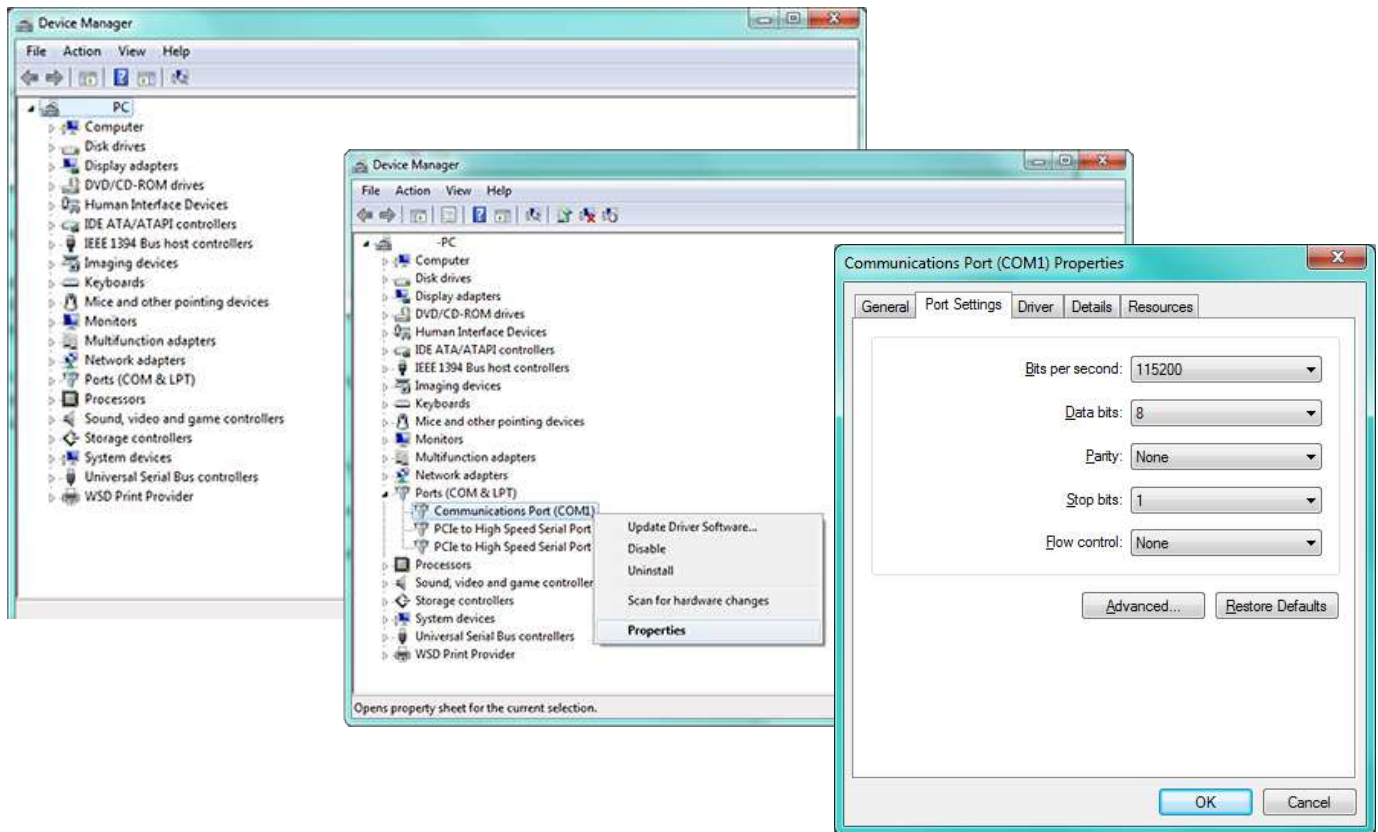 Device Manager
File Action View Help
PC
Computer
Disk drives
Display adapters
DVD/CD-ROM drives
Human Interface Devices
IDE ATA/ATAPI controllers
IEEE 1394 Bus host controllers
Imaging devices
Keyboards
Mice and other pointing devices
Monitors
Multifunction adapters
Network adapters
Ports (COM & LPT)
Processors
Sound, video and game controllers
Storage controllers
System devices
Universal Serial Bus controllers
WSD Print Provider
Device Manager
File Action View Help
-PC
Computer
Disk drives
Display adapters
DVD/CD-ROM drives
Human Interface Devices
IDE ATA/ATAPI controllers
IEEE 1394 Bus host controllers
Imaging devices
Keyboards
Mice and other pointing devices
Monitors
Multifunction adapters
Network adapters
Ports (COM & LPT)
Communications Port (COM1)
PCIe to High Speed Serial Port
PCIe to High Speed Serial Port
Processors
Sound, video and game controller
Storage controllers
System devices
Universal Serial Bus controllers
WSD Print Provider
Update Driver Software...
Disable
Uninstall
Scan for hardware changes
Properties
Opens property sheet for the current selection.
Communications Port (COM1) Properties
General Port Settings Driver Details Resources
Bits per second: 115200
Data bits: 8
Parity: None
Stop bits: 1
Flow control: None
Advanced... Restore Defaults
OK Cancel